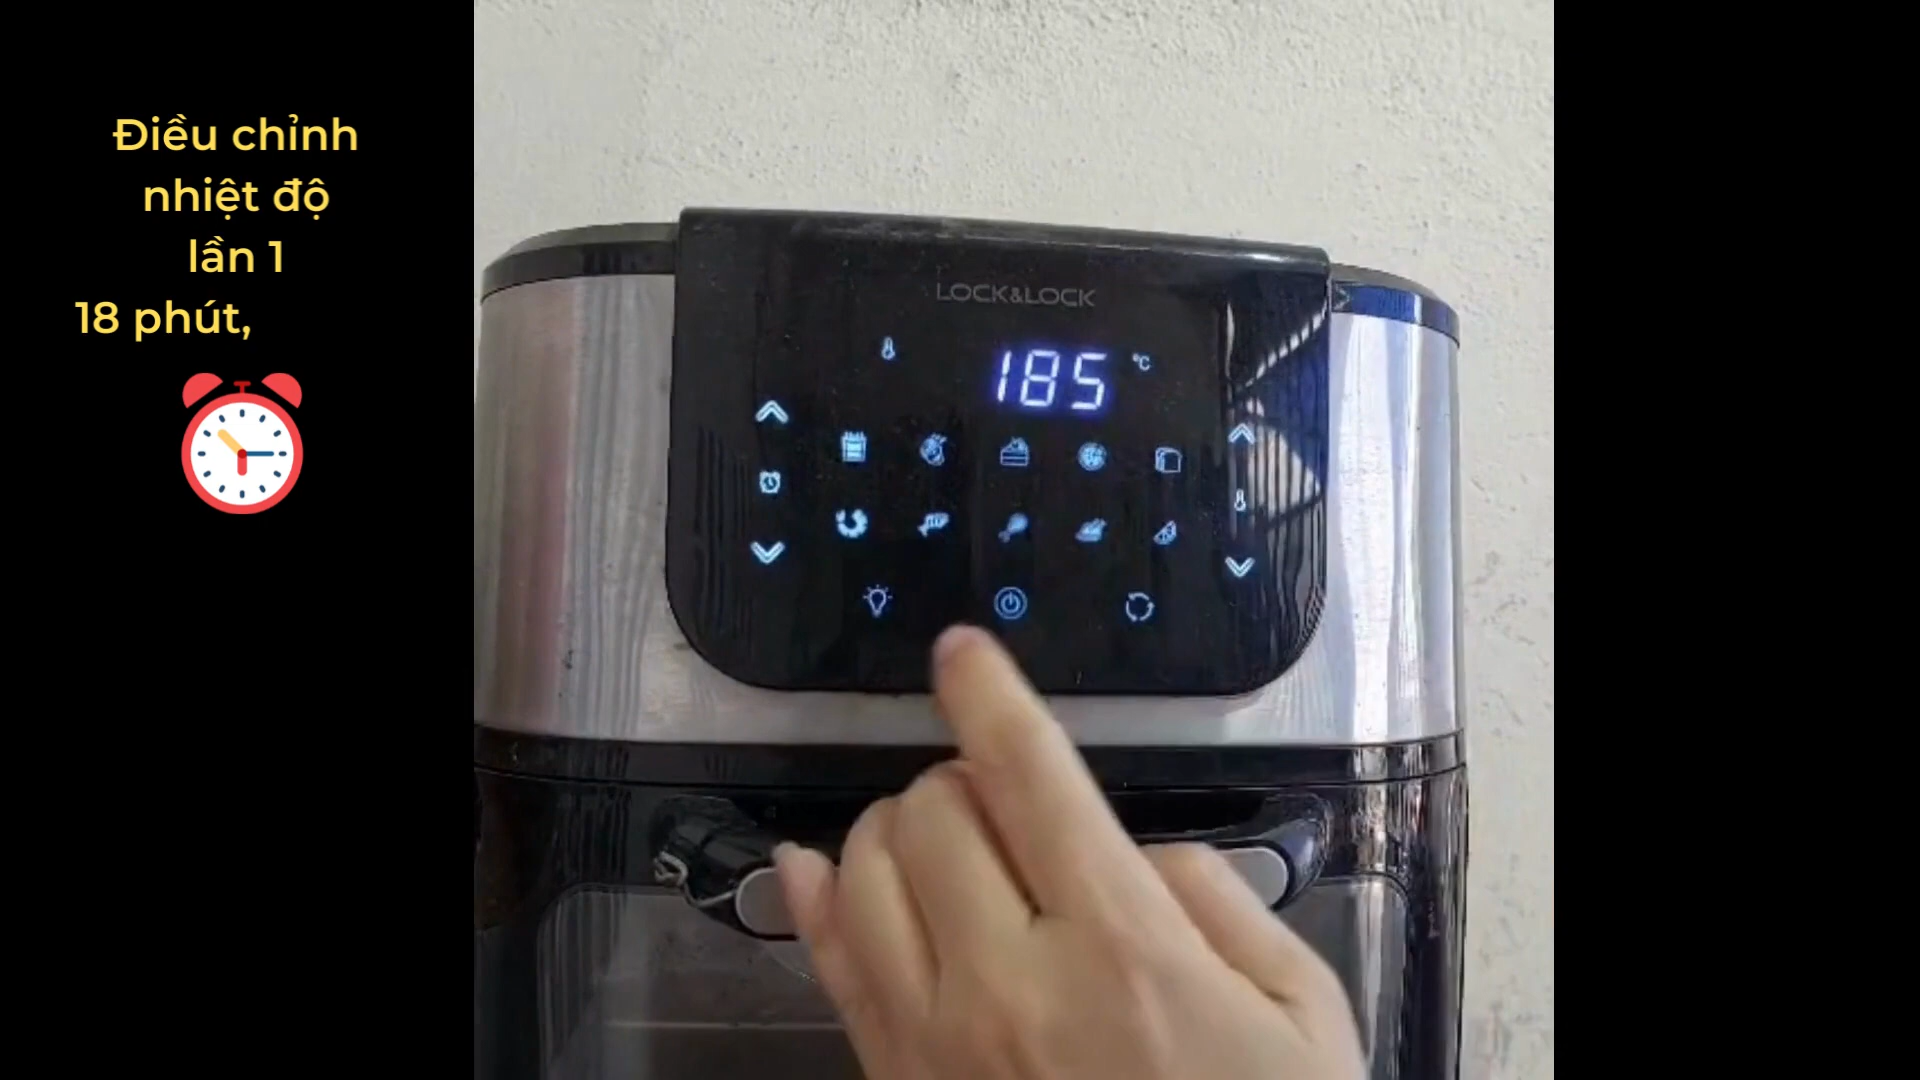 Điều chỉnh
nhiệt độ
lần 1
18 phút,
LOCK&LOCK
185 °C